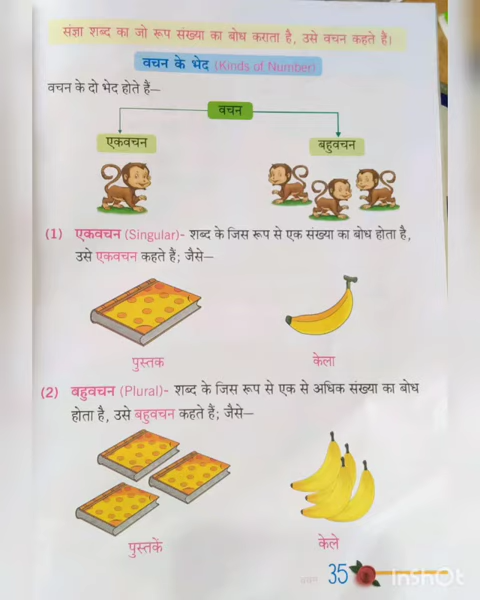 संज्ञा शब्द का जो रूप संख्या का बोध कराता है, उसे वचन कहते हैं।
वचन के भेद (Kinds of Number)
वचन के दो भेद होते हैं–
वचन
एकवचन
बहुवचन
(1) एकवचन (Singular)- शब्द के जिस रूप से एक संख्या का बोध होता है,
उसे एकवचन कहते हैं; जैसे–
पुस्तक
केला
(2) बहुवचन (Plural)- शब्द के जिस रूप से एक से अधिक संख्या का बोध
होता है, उसे बहुवचन कहते हैं; जैसे–
पुस्तकें
केले
वचन 35
InShOt